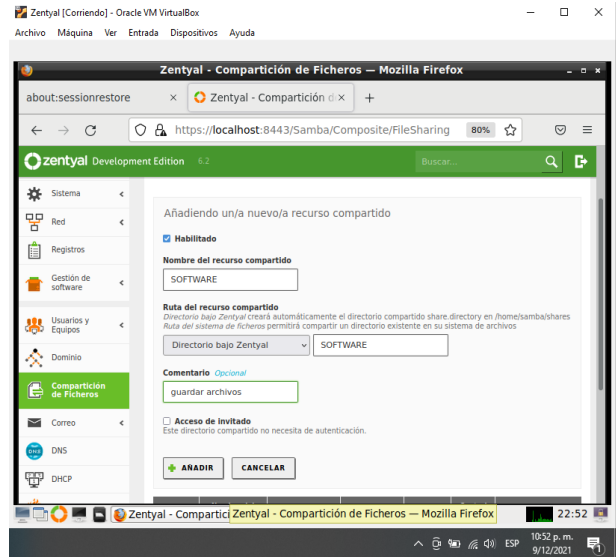 Zentyal [Corriendo] - Oracle VM VirtualBox
Archivo Máquina Ver Entrada Dispositivos Ayuda
Zentyal - Compartición de Ficheros — Mozilla Firefox
about:sessionrestore
Zentyal - Compartición d
https://localhost:8443/Samba/Composite/FileSharing 80%
zentyal Development Edition 6.2
Buscar...
Sistema
Red
Registros
Gestión de
software
Usuarios y
Equipos
Dominio
Compartición
de Ficheros
Correo
DNS
DHCP
Añadiendo un/a nuevo/a recurso compartido
Habilitado
Nombre del recurso compartido
SOFTWARE
Ruta del recurso compartido
Directorio bajo Zentyal creará automáticamente el directorio compartido share.directory en /home/samba/shares
Ruta del sistema de ficheros permitirá compartir un directorio existente en su sistema de archivos
Directorio bajo Zentyal SOFTWARE
Comentario Opcional
guardar archivos
Acceso de invitado
Este directorio compartido no necesita de autenticación.
AÑADIR CANCELAR
Zentyal - Compartici
Zentyal - Compartición de Ficheros — Mozilla Firefox
22:52
ESP
10:52 p. m.
9/12/2021